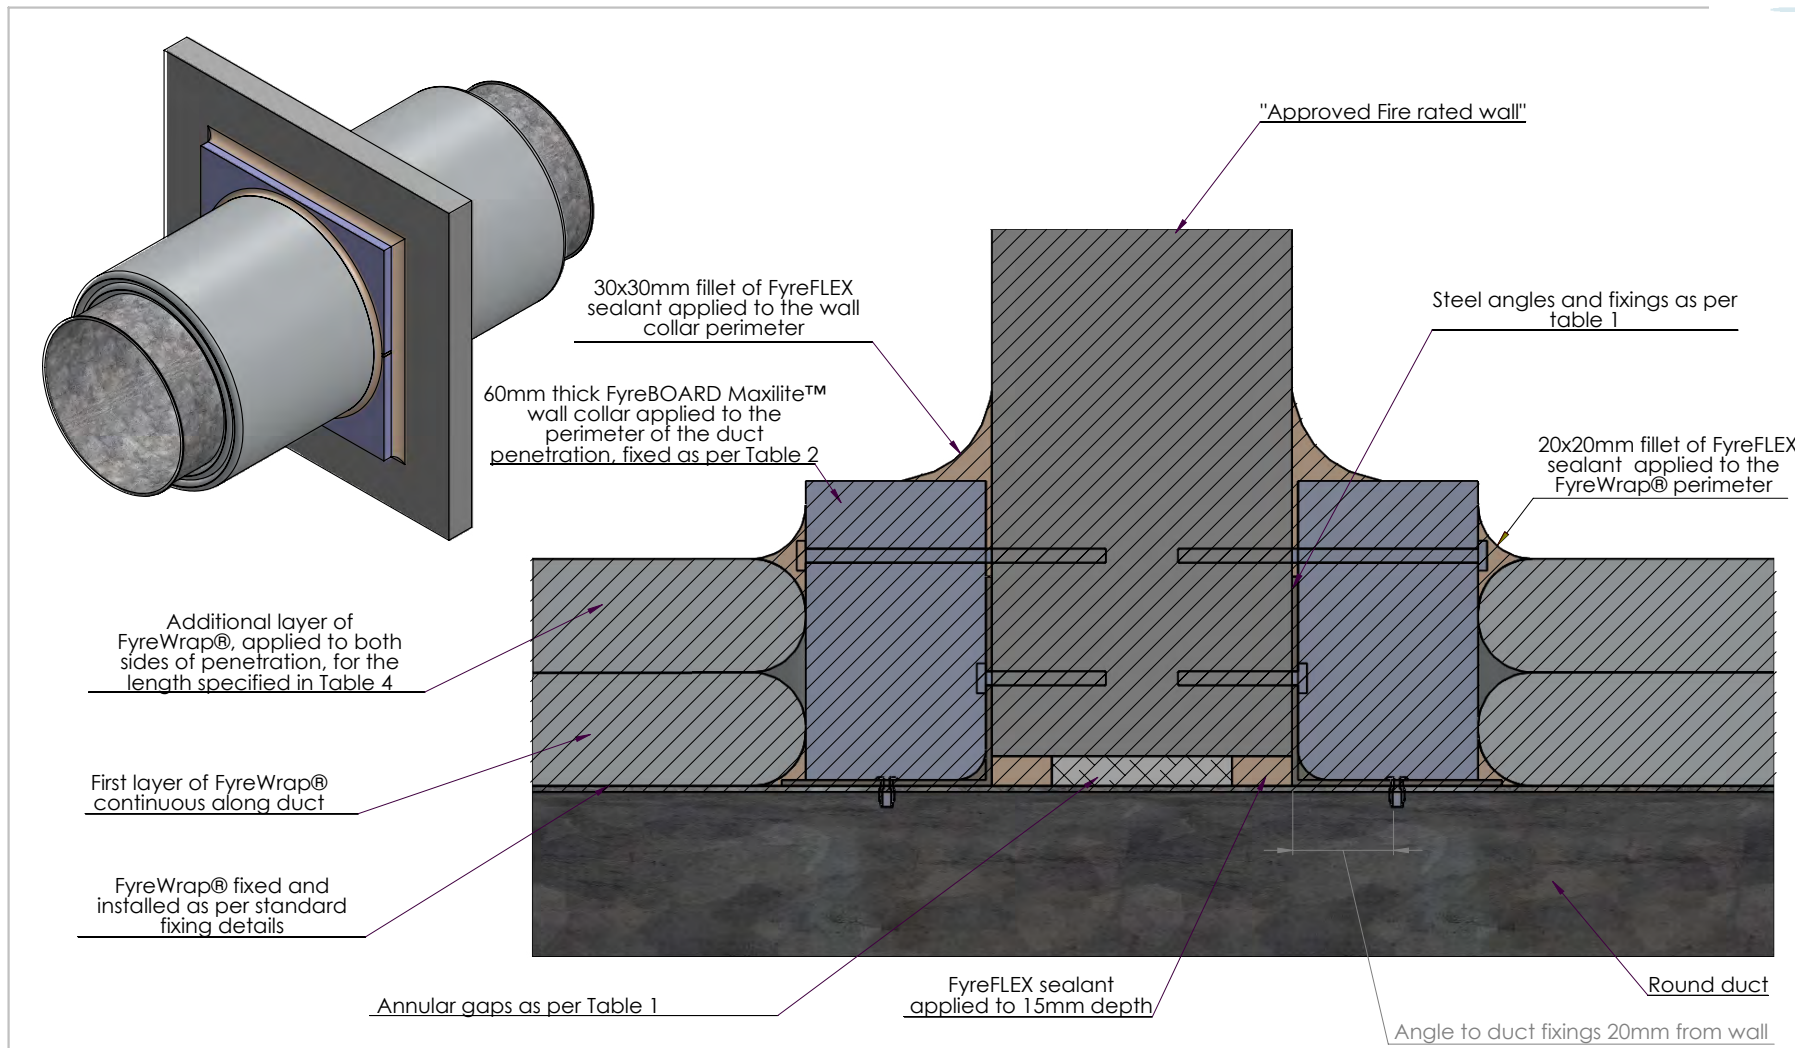 "Approved Fire rated wall"
30x30mm fillet of FyreFLEX
sealant applied to the wall
collar perimeter
Steel angles and fixings as per
table 1
60mm thick FyreBOARD Maxilite™
wall collar applied to the
perimeter of the duct
penetration, fixed as per Table 2
20x20mm fillet of FyreFLEX
sealant applied to the
FyreWrap® perimeter
Additional layer of
FyreWrap®, applied to both
sides of penetration, for the
length specified in Table 4
First layer of FyreWrap®
continuous along duct
FyreWrap® fixed and
installed as per standard
fixing details
Annular gaps as per Table 1
FyreFLEX sealant
applied to 15mm depth
Round duct
Angle to duct fixings 20mm from wall